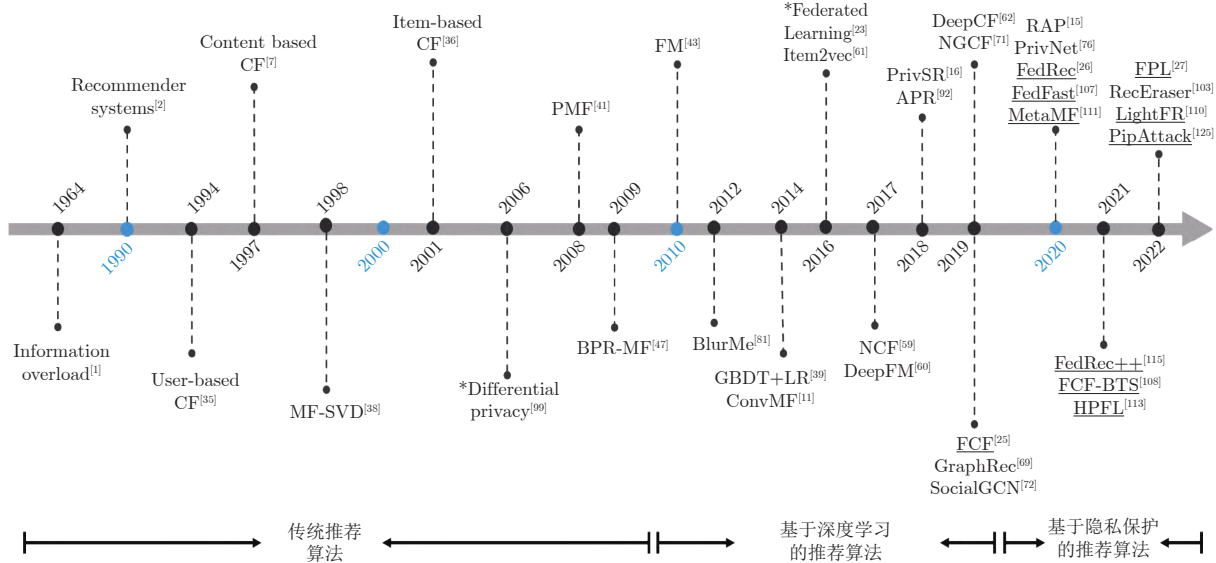 *Federated
Learning[23]
Item2vec[61]
DeepCF[62]
NGCF[71]
RAP[15]
PrivNet[76]
FedRec[26]
FedFast[107]
MetaMF[111]
FPL[27]
RecEraser[103]
LightFR[110]
PipAttack[125]
Item-based
CF[36]
Content based
CF[7]
FM[43]
Recommender
systems[2]
PrivSR[16]
APR[92]
PMF[41]
1964
1990
1994
1997
1998
2000
2001
2006
2008
2009
2010
2012
2014
2016
2017
2018
2019
2020
2021
2022
Information
overload[1]
User-based
CF[35]
MF-SVD[38]
*Differential
privacy[99]
BPR-MF[47]
BlurMe[81]
GBDT+LR[39]
ConvMF[11]
NCF[59]
DeepFM[60]
FCF[25]
GraphRec[69]
SocialGCN[72]
FedRec++[115]
FCF-BTS[108]
HPFL[113]
传统推荐
算法
基于深度学习
的推荐算法
基于隐私保护
的推荐算法